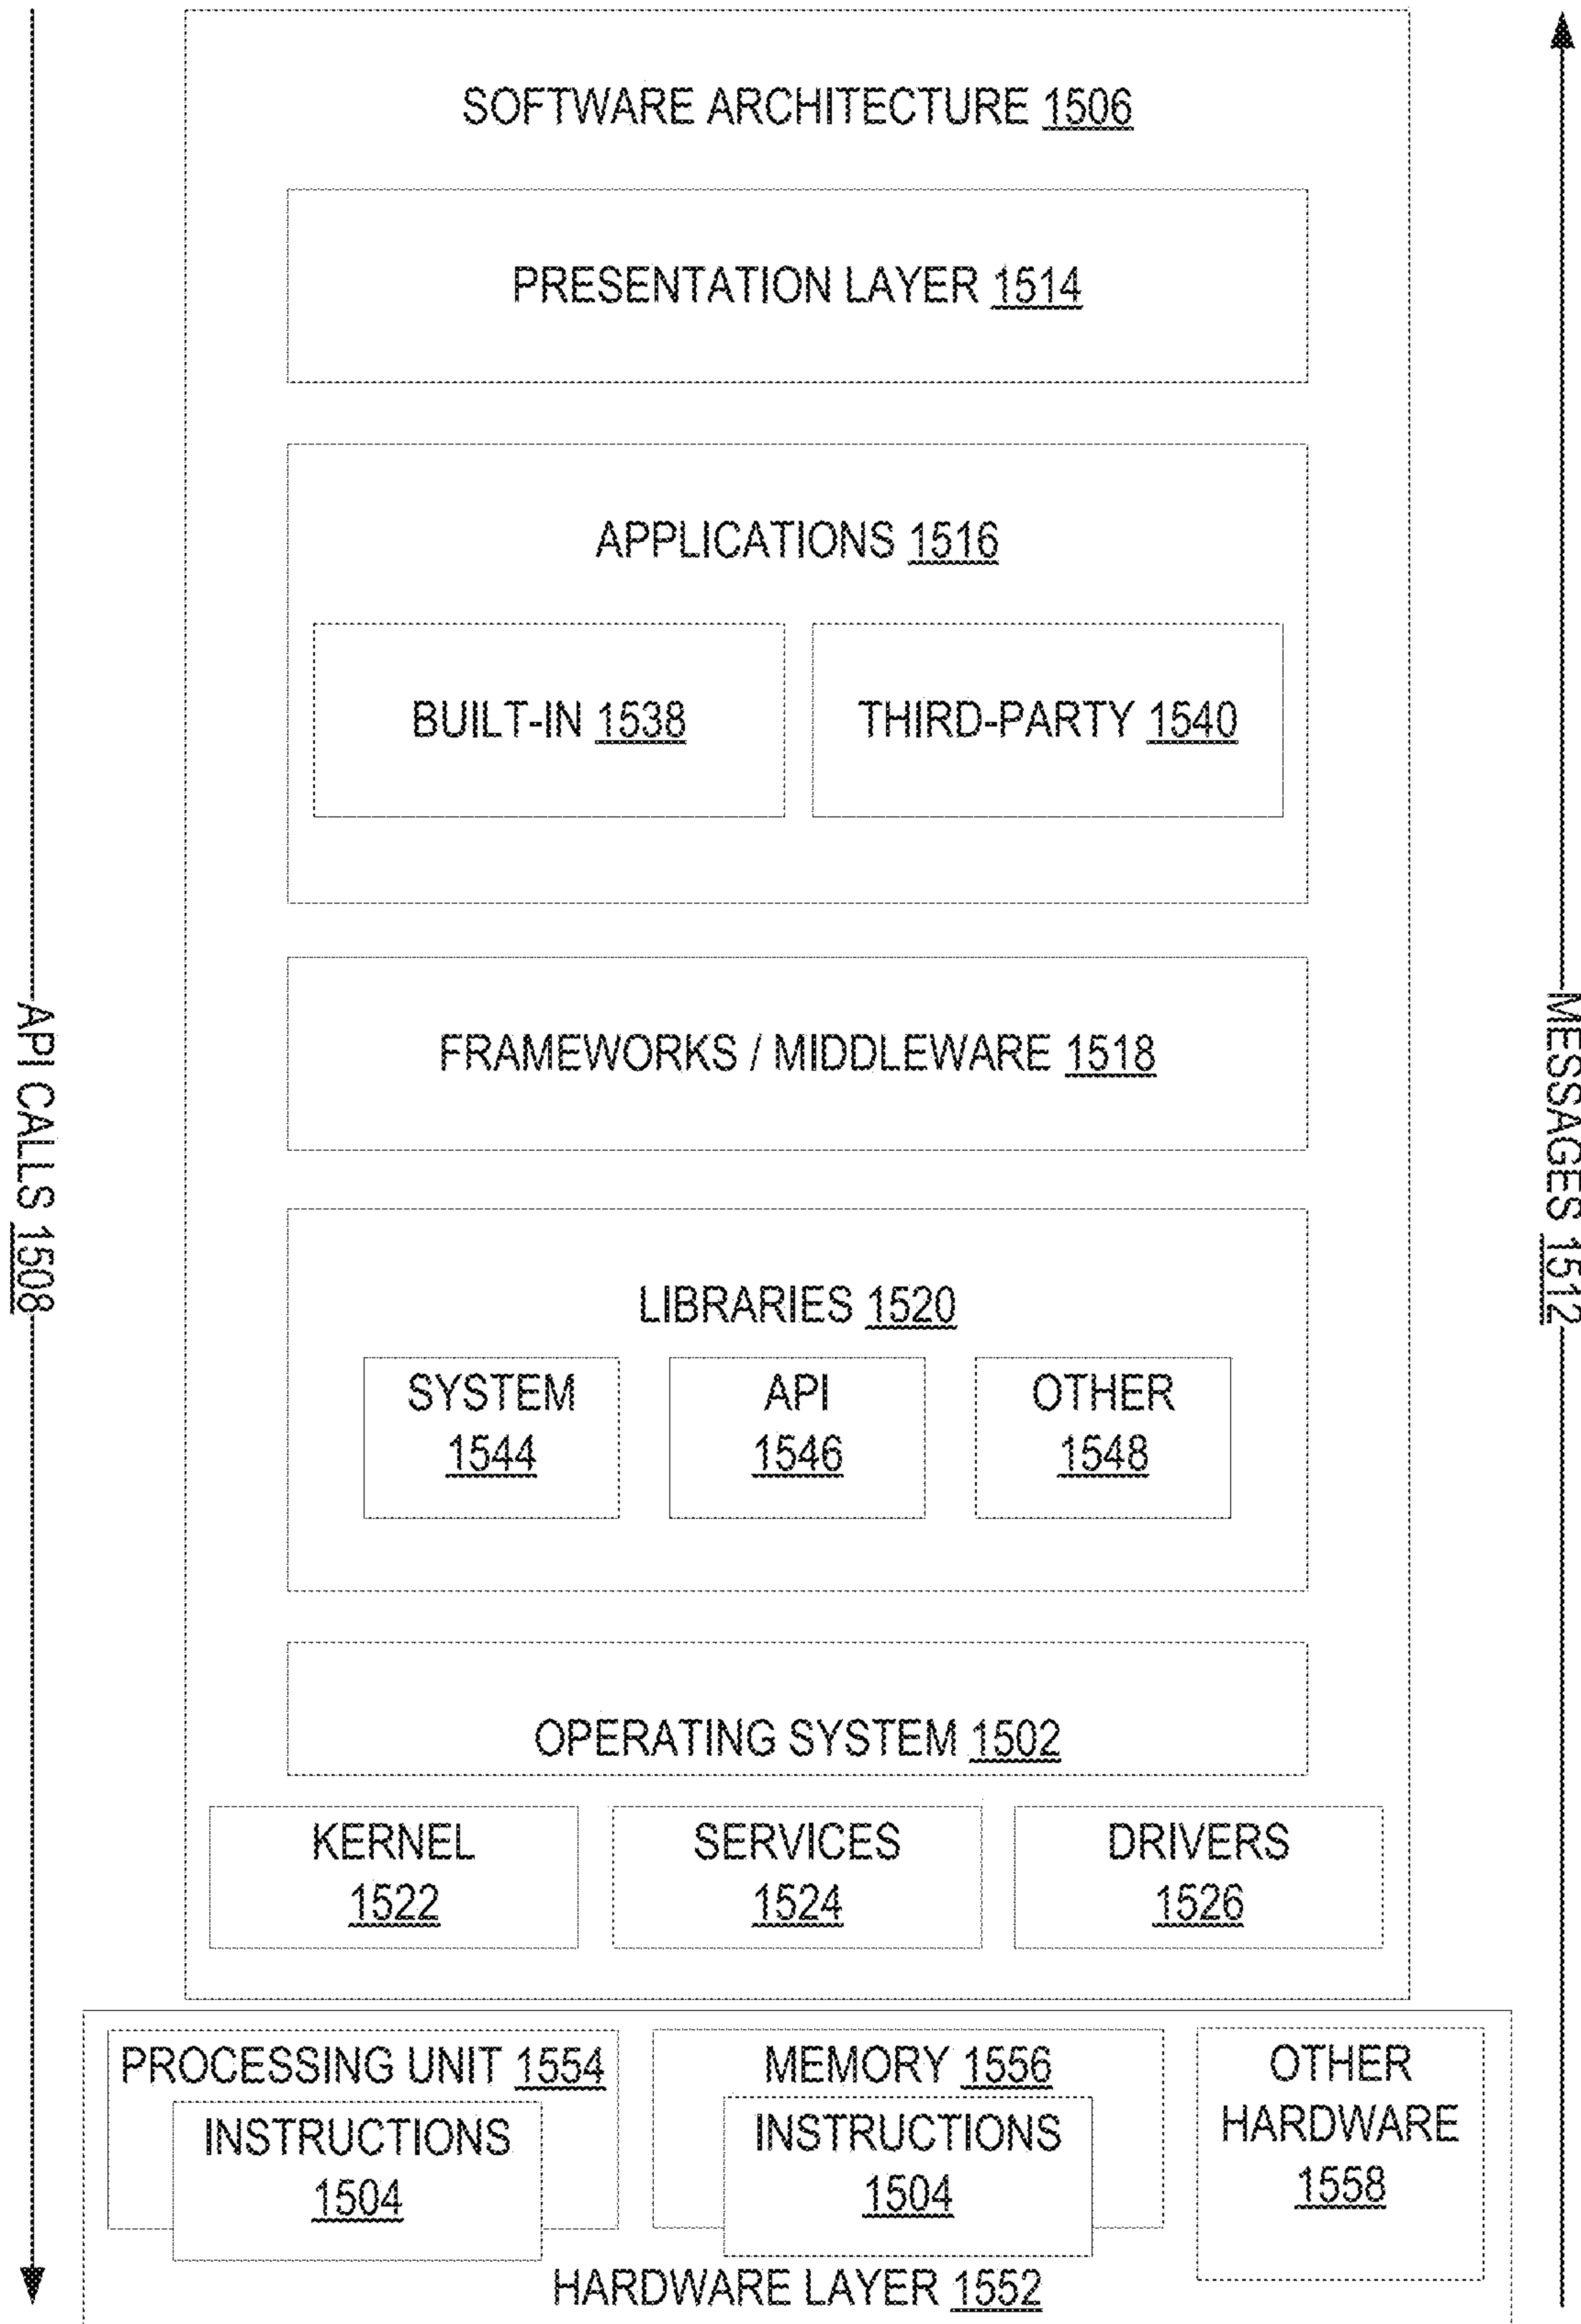 SOFTWARE ARCHITECTURE 1506
PRESENTATION LAYER 1514
APPLICATIONS 1516
BUILT-IN 1538
THIRD-PARTY 1540
FRAMEWORKS / MIDDLEWARE 1518
API CALLS 1508
MESSAGES 1512
LIBRARIES 1520
SYSTEM
1544
API
1546
OTHER
1548
OPERATING SYSTEM 1502
KERNEL
1522
SERVICES
1524
DRIVERS
1526
PROCESSING UNIT 1554
INSTRUCTIONS
1504
MEMORY 1556
INSTRUCTIONS
1504
OTHER
HARDWARE
1558
HARDWARE LAYER 1552